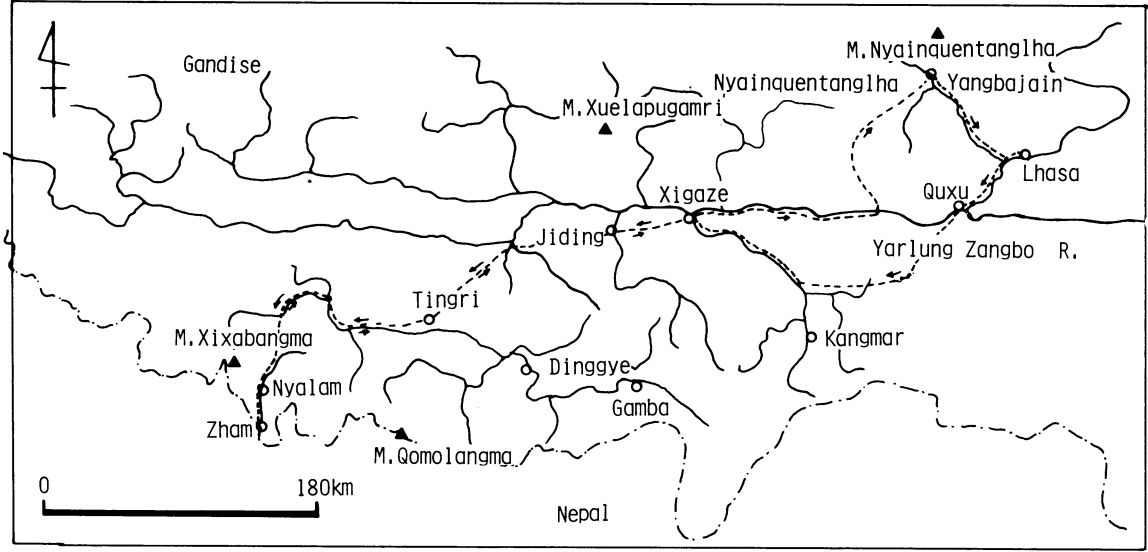 M.Nyainquentanglha
Gandise
Nyainquentanglha
Yangbajain
M.Xuelapugamri
Lhasa
Xigaze
Quxu
Jiding
Yarlung Zangbo R.
Tingri
M.Xixabangma
Kangmar
Dinggye
Nyalam
Gamba
Zham
M.Qomolangma
0 180km
Nepal